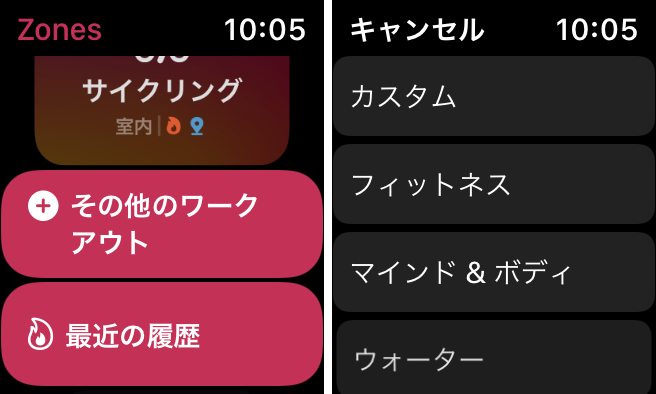 Zones 10:05
サイクリング
室内
その他のワーク
アウト
最近の履歴
キャンセル 10:05
カスタム
フィットネス
マインド & ボディ
ウォーター